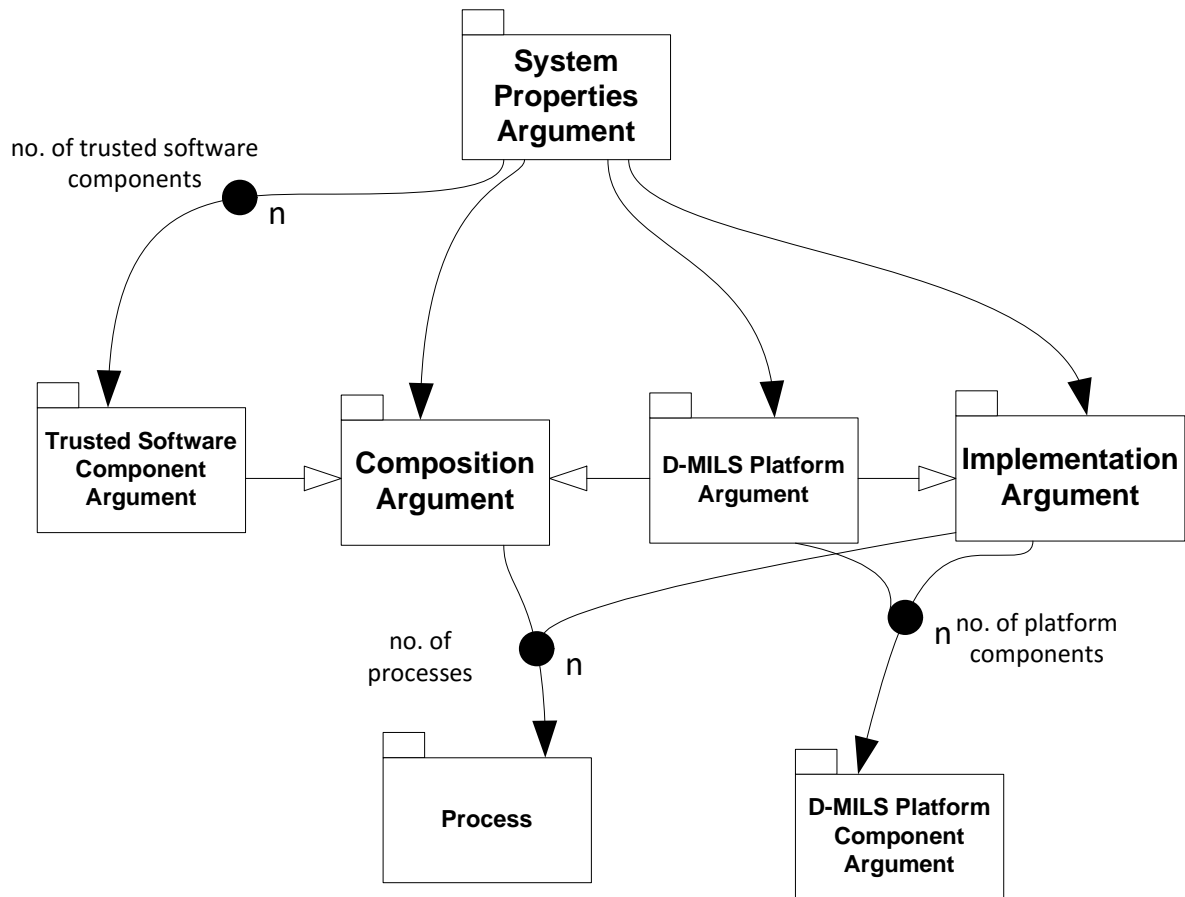 System
Properties
Argument
no. of trusted software
components
n
Trusted Software
Component
Argument
Composition
Argument
D-MILS Platform
Argument
Implementation
Argument
no. of
processes
n
n
no. of platform
components
Process
D-MILS Platform
Component
Argument